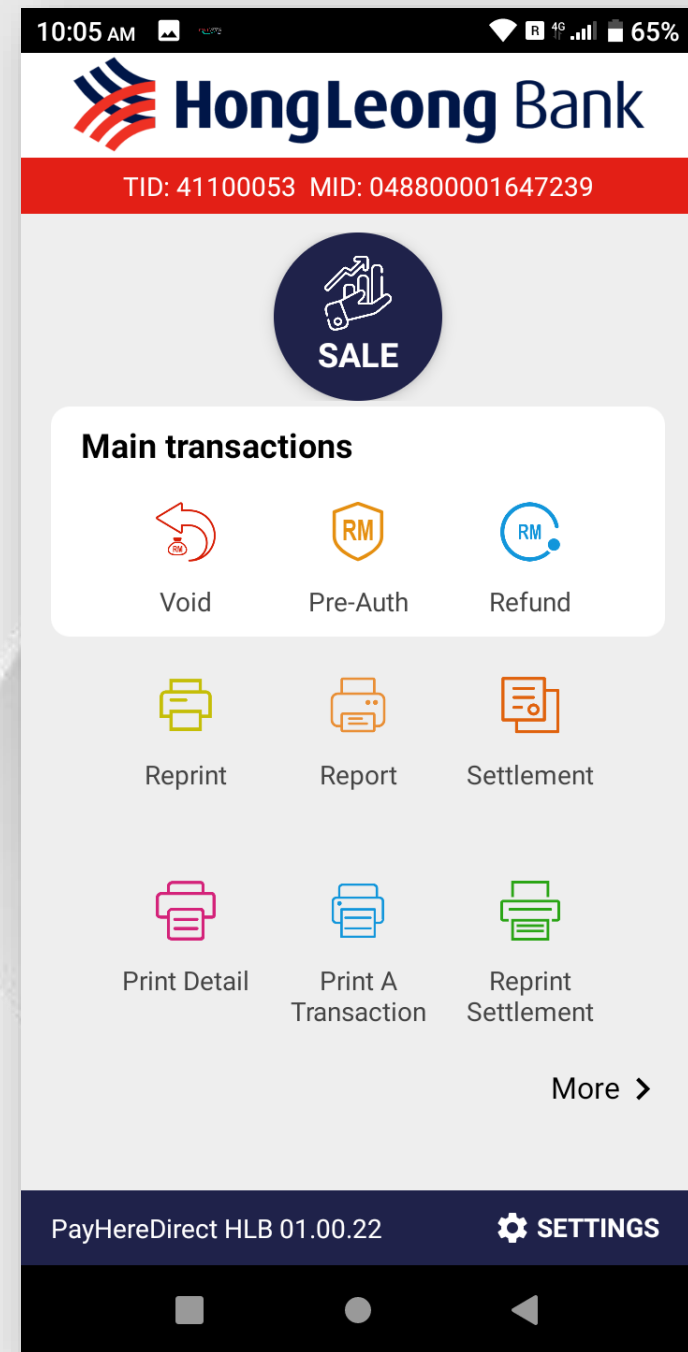 10:05 AM R 4G 65%
HongLeong Bank
TID: 41100053 MID: 048800001647239
SALE
Main transactions
RM RM RM
Void Pre-Auth Refund
Reprint Report Settlement
Print Detail Print A Transaction Reprint Settlement
More
PayHereDirect HLB 01.00.22 SETTINGS